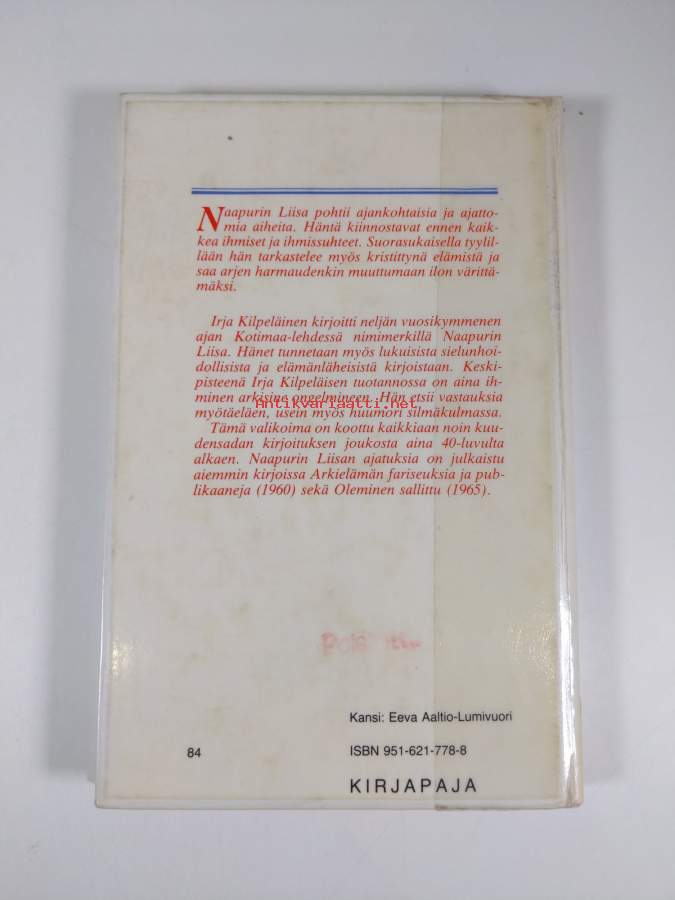 Naapurin Liisa pohtii ajankohtaisia ja ajatto-
mia aiheita. Häntä kiinnostavat ennen kaik-
kea ihmiset ja ihmissuhteet. Suorasukaisella tyylil-
lään hän tarkastelee myös kristittynä elämistä ja
saa arjen harmaudenkin muuttumaan ilon värittä-
mäksi.
Irja Kilpeläinen kirjoitti neljän vuosikymmenen
ajan Kotimaa-lehdessä nimimerkillä Naapurin
Liisa. Hänet tunnetaan myös lukuisista sielunhoi-
dollisista ja elämänläheisistä kirjoistaan. Keski-
pisteenä Irja Kilpeläisen tuotannossa on aina ih-
minen arkisine ongelmineen. Hän etsii vastauksia
antikvariaatti.net
myötäeläen, usein myös huumori silmäkulmassa.
Tämä valikoima on koottu kaikkiaan noin kuu-
densadan kirjoituksen joukosta aina 40-luvulta
alkaen. Naapurin Liisan ajatuksia on julkaistu
aiemmin kirjoissa Arkielämän fariseuksia ja pub-
likaaneja (1960) sekä Oleminen sallittu (1965).
Kansi: Eeva Aaltio-Lumivuori
84 ISBN 951-621-778-8
KIRJAPAJA